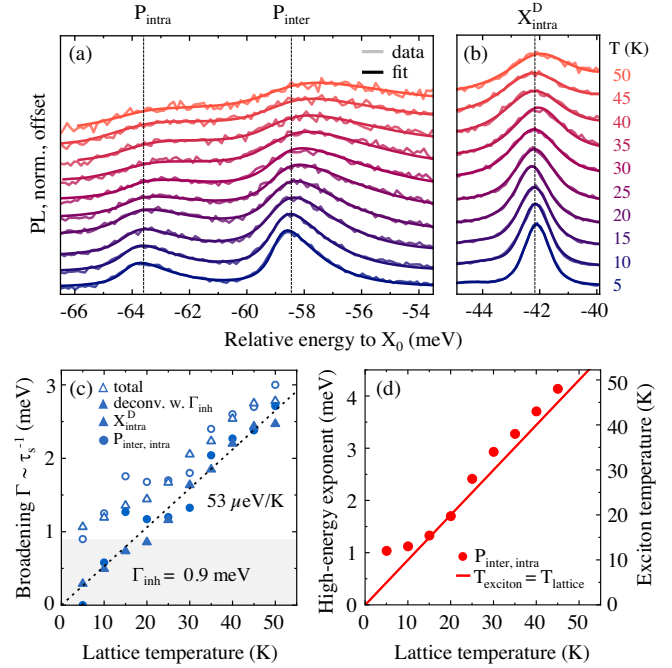 P_intra P_inter X^D_intra
(a) data (b) T (K)
fit
50
45
40
35
30
25
20
15
10
5
PL, norm., offset
-66 -64 -62 -60 -58 -56 -54 -44 -42 -40
Relative energy to X_0 (meV)
(c)
total
deconv. w. Γ_inh
X^D_intra
P_inter, intra
53 μeV/K
Γ_inh = 0.9 meV
Broadening Γ ~ τ_s^-1 (meV)
0 1 2 3
0 10 20 30 40 50
Lattice temperature (K)
(d)
P_inter, intra
T_exciton = T_lattice
High-energy exponent (meV)
0 1 2 3 4
Exciton temperature (K)
0 10 20 30 40 50
0 10 20 30 40 50
Lattice temperature (K)